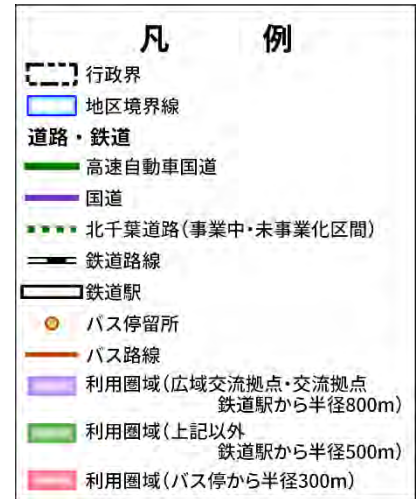 凡 例
行政界
地区境界線
道路・鉄道
高速自動車国道
国道
北千葉道路(事業中・未事業化区間)
鉄道路線
鉄道駅
バス停留所
バス路線
利用圏域(広域交流拠点・交流拠点
鉄道駅から半径800m)
利用圏域(上記以外
鉄道駅から半径500m)
利用圏域(バス停から半径300m)